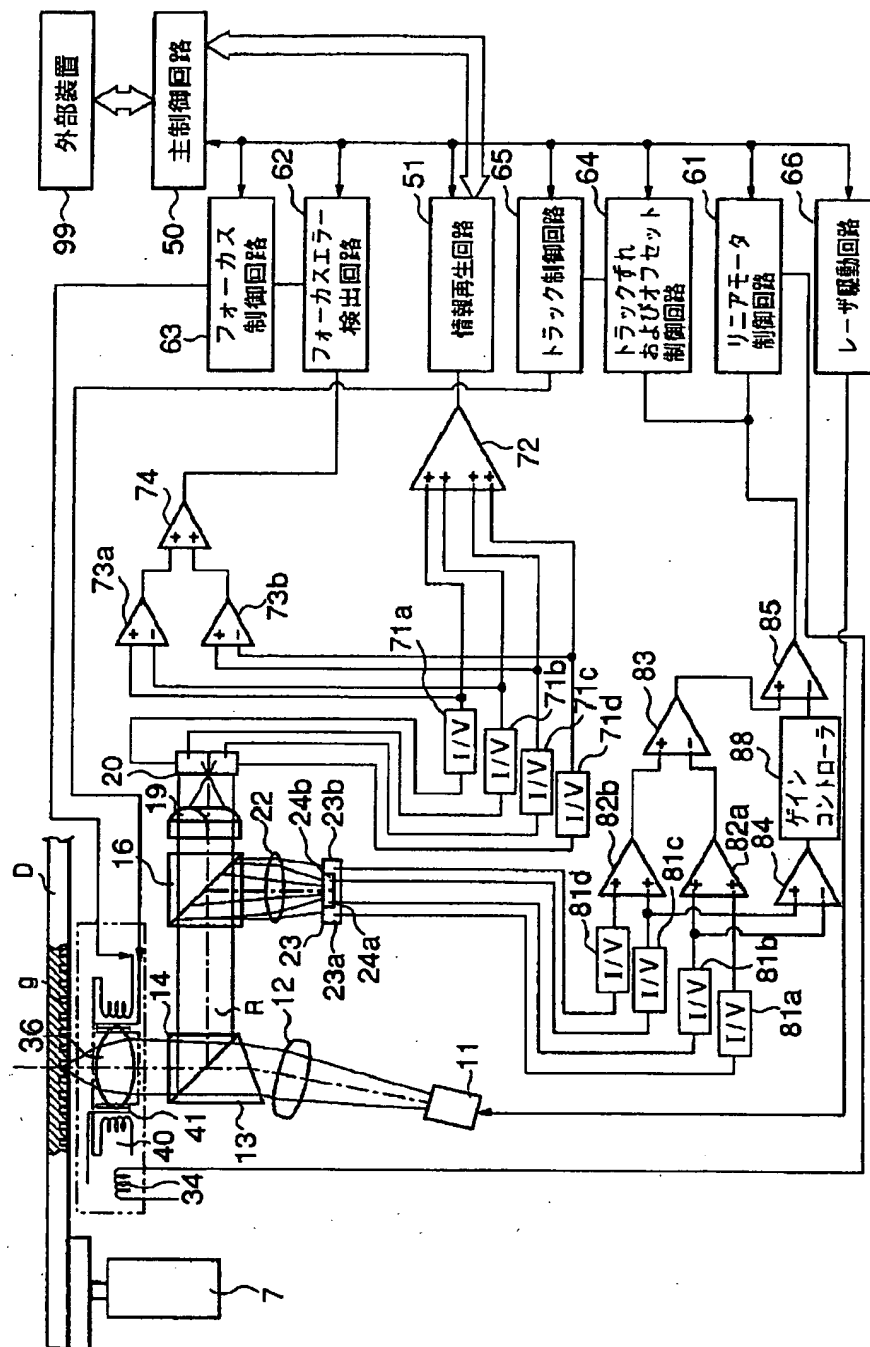 外部装置
99
主制御回路
50
フォーカス
制御回路
63
フォーカスエラー
検出回路
62
情報再生回路
51
トラック制御回路
65
トラックずれ
およびオフセット
制御回路
64
リニアモータ
制御回路
61
レーザ駆動回路
66
72
74
73a
73b
71a
71b
71c
71d
I/V
I/V
I/V
I/V
+
+
+
+
+
+
+
-
+
-
20
19
16
22
24b
23b
23
23a
24a
D
g
36
14
R
12
13
11
41
40
34
7
83
85
88
ゲイン
コントローラ
84
82b
82a
81d
81c
81b
81a
I/V
I/V
I/V
I/V
+
-
+
-
+
+
+
+
+
-